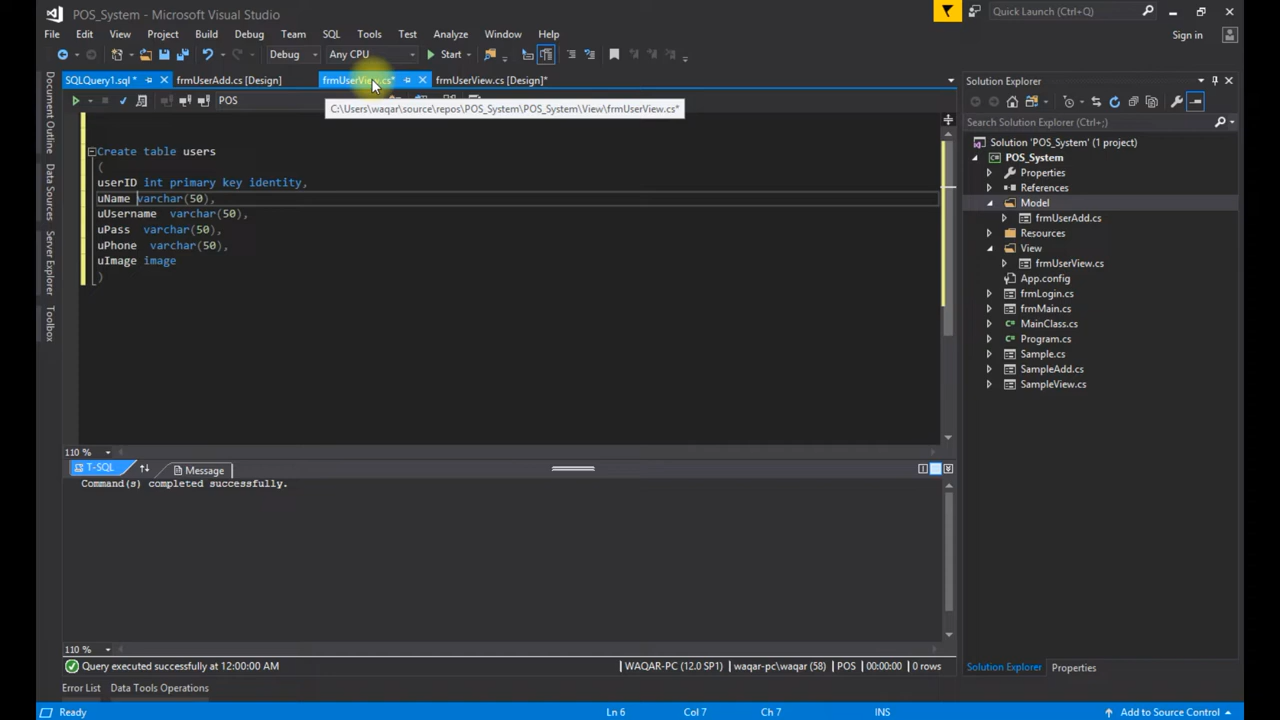 POS_System - Microsoft Visual Studio
Quick Launch (Ctrl+Q)
File Edit View Project Build Debug Team SQL Tools Test Analyze Window Help
Sign in
Debug Any CPU Start
SQLQuery1.sql * frmUserAdd.cs [Design] frmUserView.cs* frmUserView.cs [Design]*
POS
C:\Users\waqar\source\repos\POS_System\POS_System\View\frmUserView.cs*
Document Outline
Data Sources
Server Explorer
Toolbox
Create table users
(
userID int primary key identity,
uName varchar(50),
uUsername varchar(50),
uPass varchar(50),
uPhone varchar(50),
uImage image
)
110 %
T-SQL Message
Command(s) completed successfully.
110 %
Query executed successfully at 12:00:00 AM
WAQAR-PC (12.0 SP1) waqar-pc\waqar (58) POS 00:00:00 0 rows
Solution Explorer
Search Solution Explorer (Ctrl+;)
Solution 'POS_System' (1 project)
POS_System
Properties
References
Model
frmUserAdd.cs
Resources
View
frmUserView.cs
App.config
frmLogin.cs
frmMain.cs
MainClass.cs
Program.cs
Sample.cs
SampleAdd.cs
SampleView.cs
Solution Explorer Properties
Error List Data Tools Operations
Ready Ln 6 Col 7 Ch 7 INS Add to Source Control